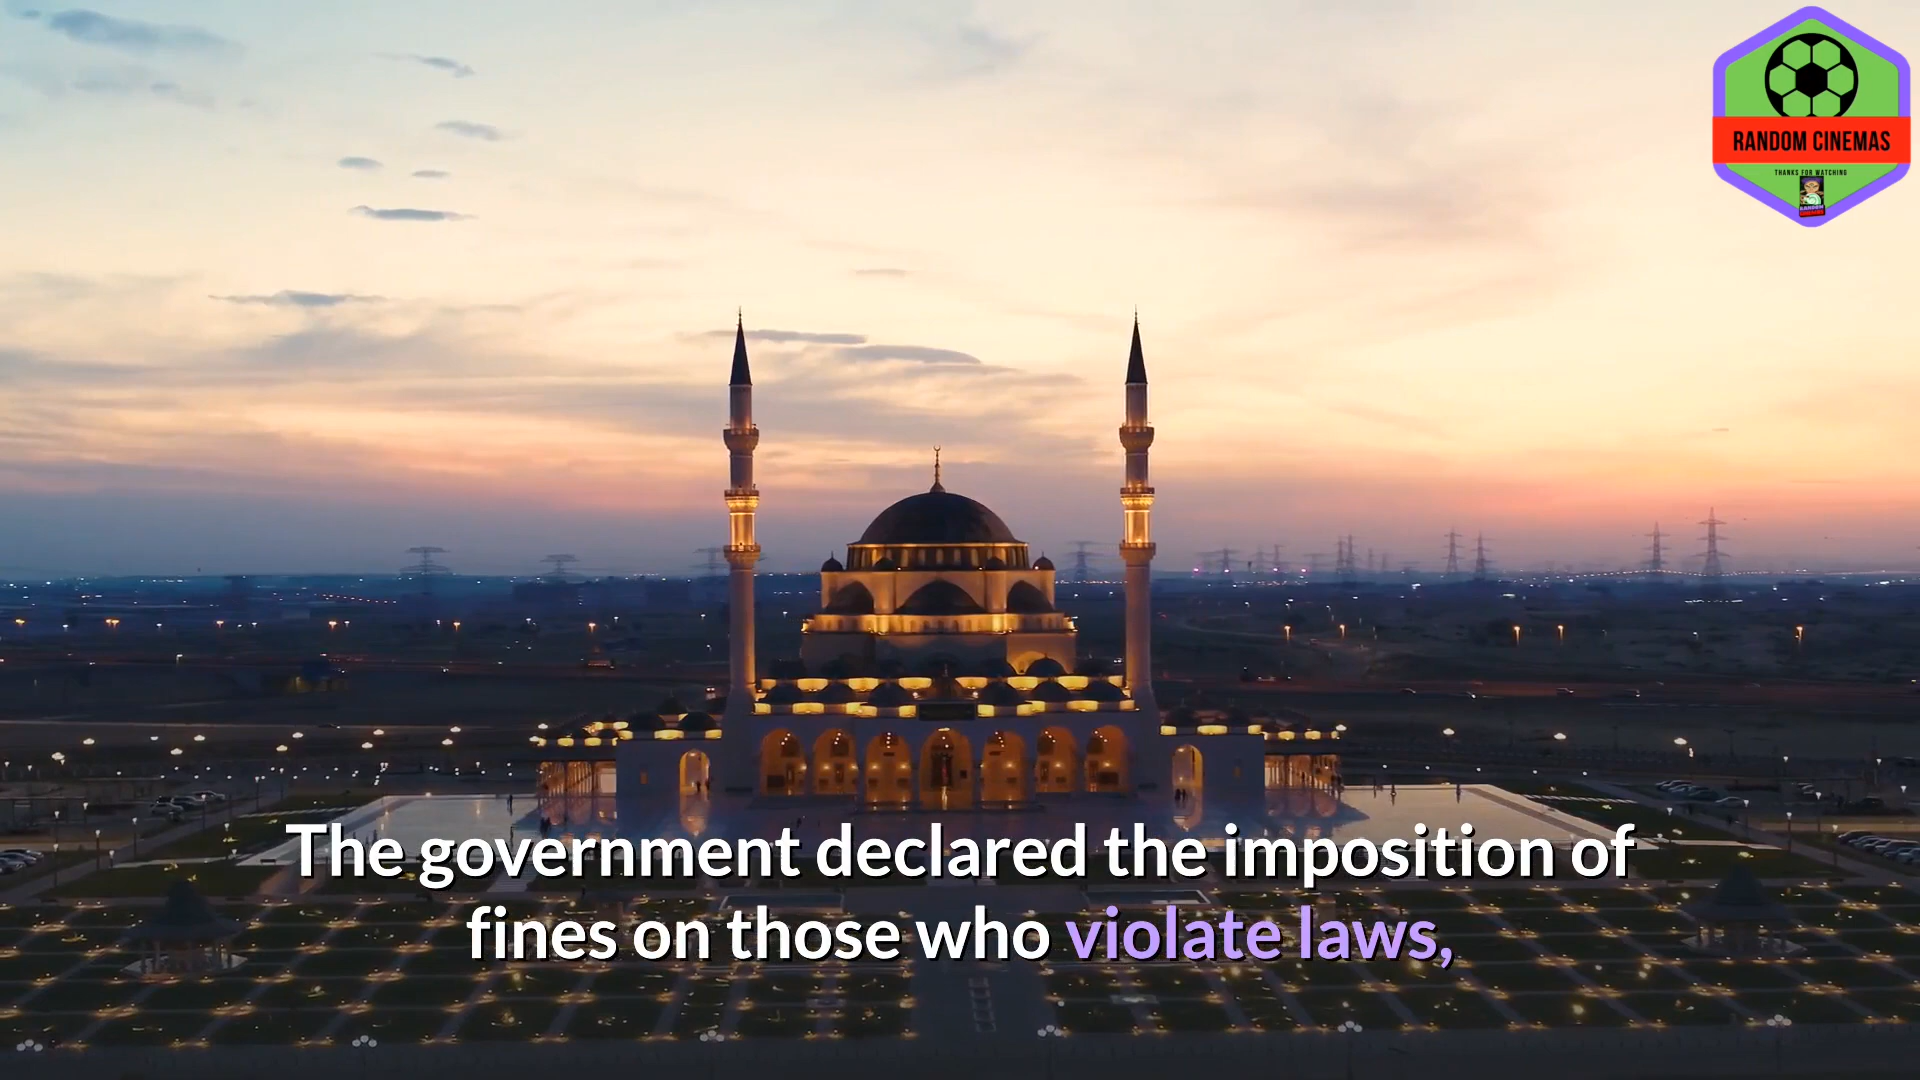 RANDOM CINEMAS
THANKS FOR WATCHING
The government declared the imposition of
fines on those who violate laws,